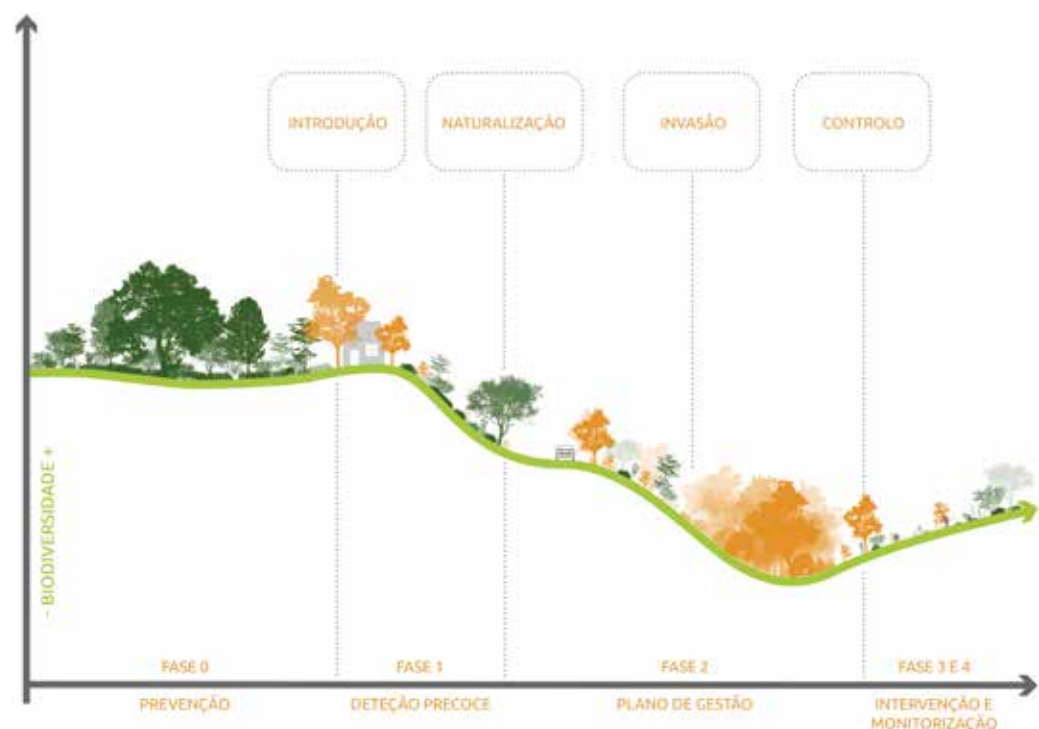 INTRODUÇÃO
NATURALIZAÇÃO
INVASÃO
CONTROLO
- BIODIVERSIDADE +
FASE 0
FASE 1
FASE 2
FASE 3 E 4
PREVENÇÃO
DETEÇÃO PRECOCE
PLANO DE GESTÃO
INTERVENÇÃO E
MONITORIZAÇÃO